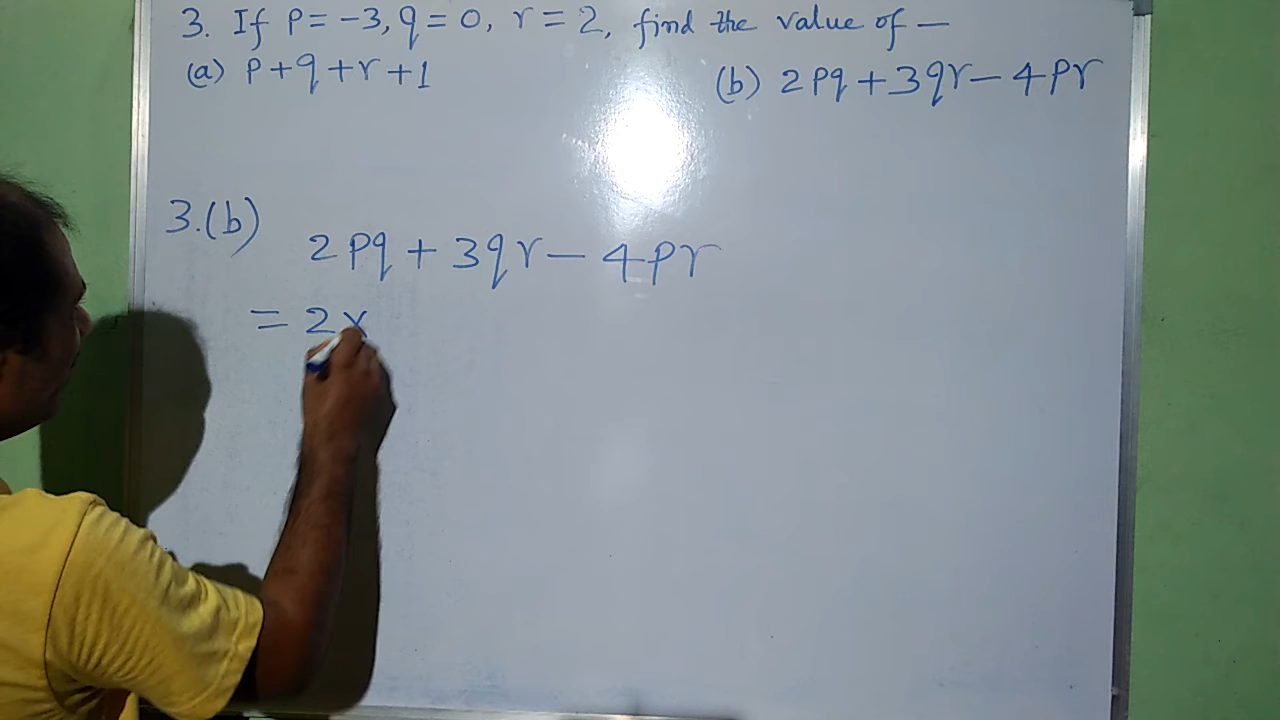 3. If p = -3, q = 0, r = 2, find the value of —
(a) p + q + r + 1
(b) 2pq + 3qr - 4pr
3.(b)
2pq + 3qr - 4pr
= 2 ×